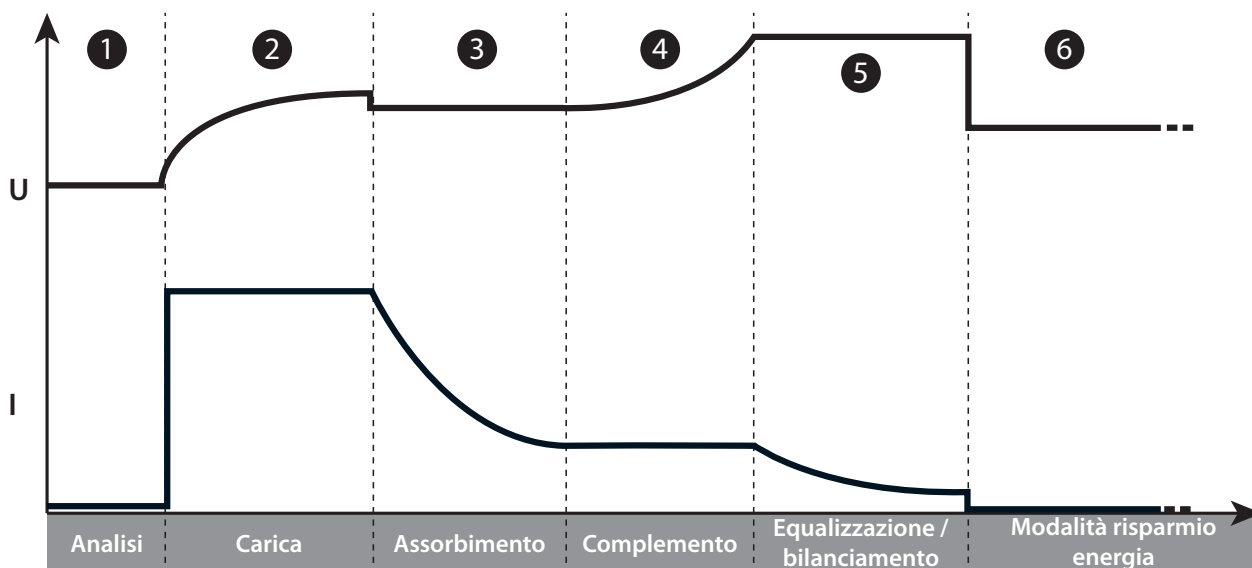 1
2
3
4
5
6
U
I
Analisi
Carica
Assorbimento
Complemento
Equalizzazione /
bilanciamento
Modalità risparmio
energia